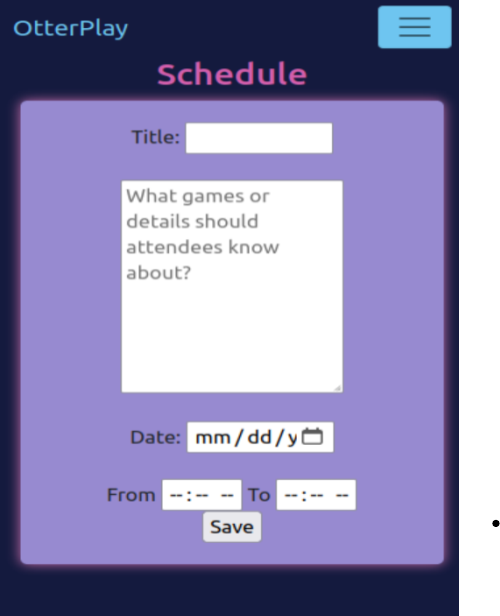 OtterPlay
Schedule
Title:
What games or
details should
attendees know
about?
Date: mm/dd/y
From --:-- -- To --:-- --
Save